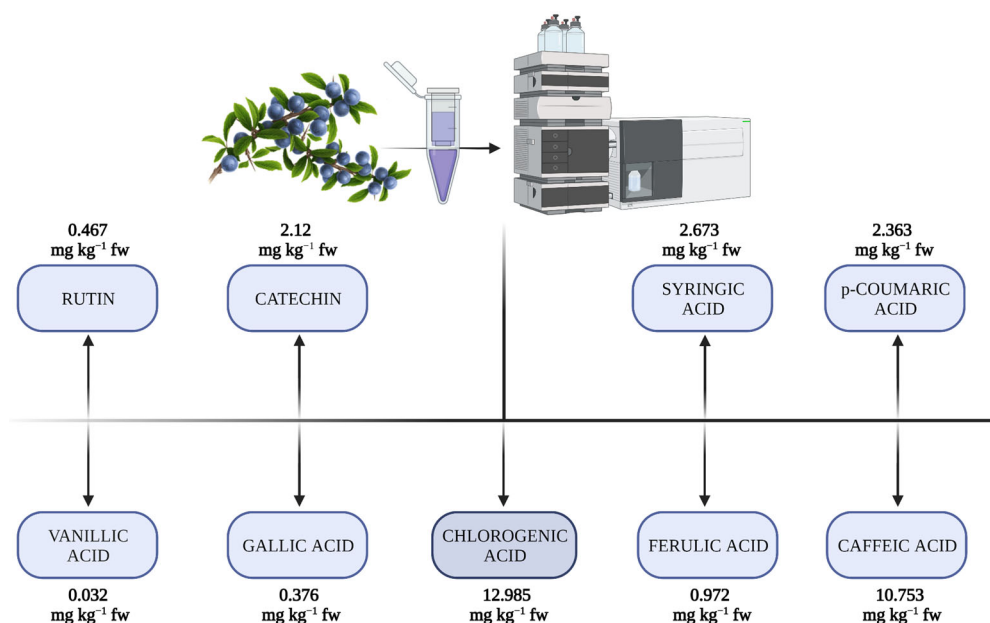 0.467
mg kg⁻¹ fw
RUTIN
2.12
mg kg⁻¹ fw
CATECHIN
2.673
mg kg⁻¹ fw
SYRINGIC
ACID
2.363
mg kg⁻¹ fw
p-COUMARIC
ACID
VANILLIC
ACID
0.032
mg kg⁻¹ fw
GALLIC ACID
0.376
mg kg⁻¹ fw
CHLOROGENIC
ACID
12.985
mg kg⁻¹ fw
FERULIC ACID
0.972
mg kg⁻¹ fw
CAFFEIC ACID
10.753
mg kg⁻¹ fw